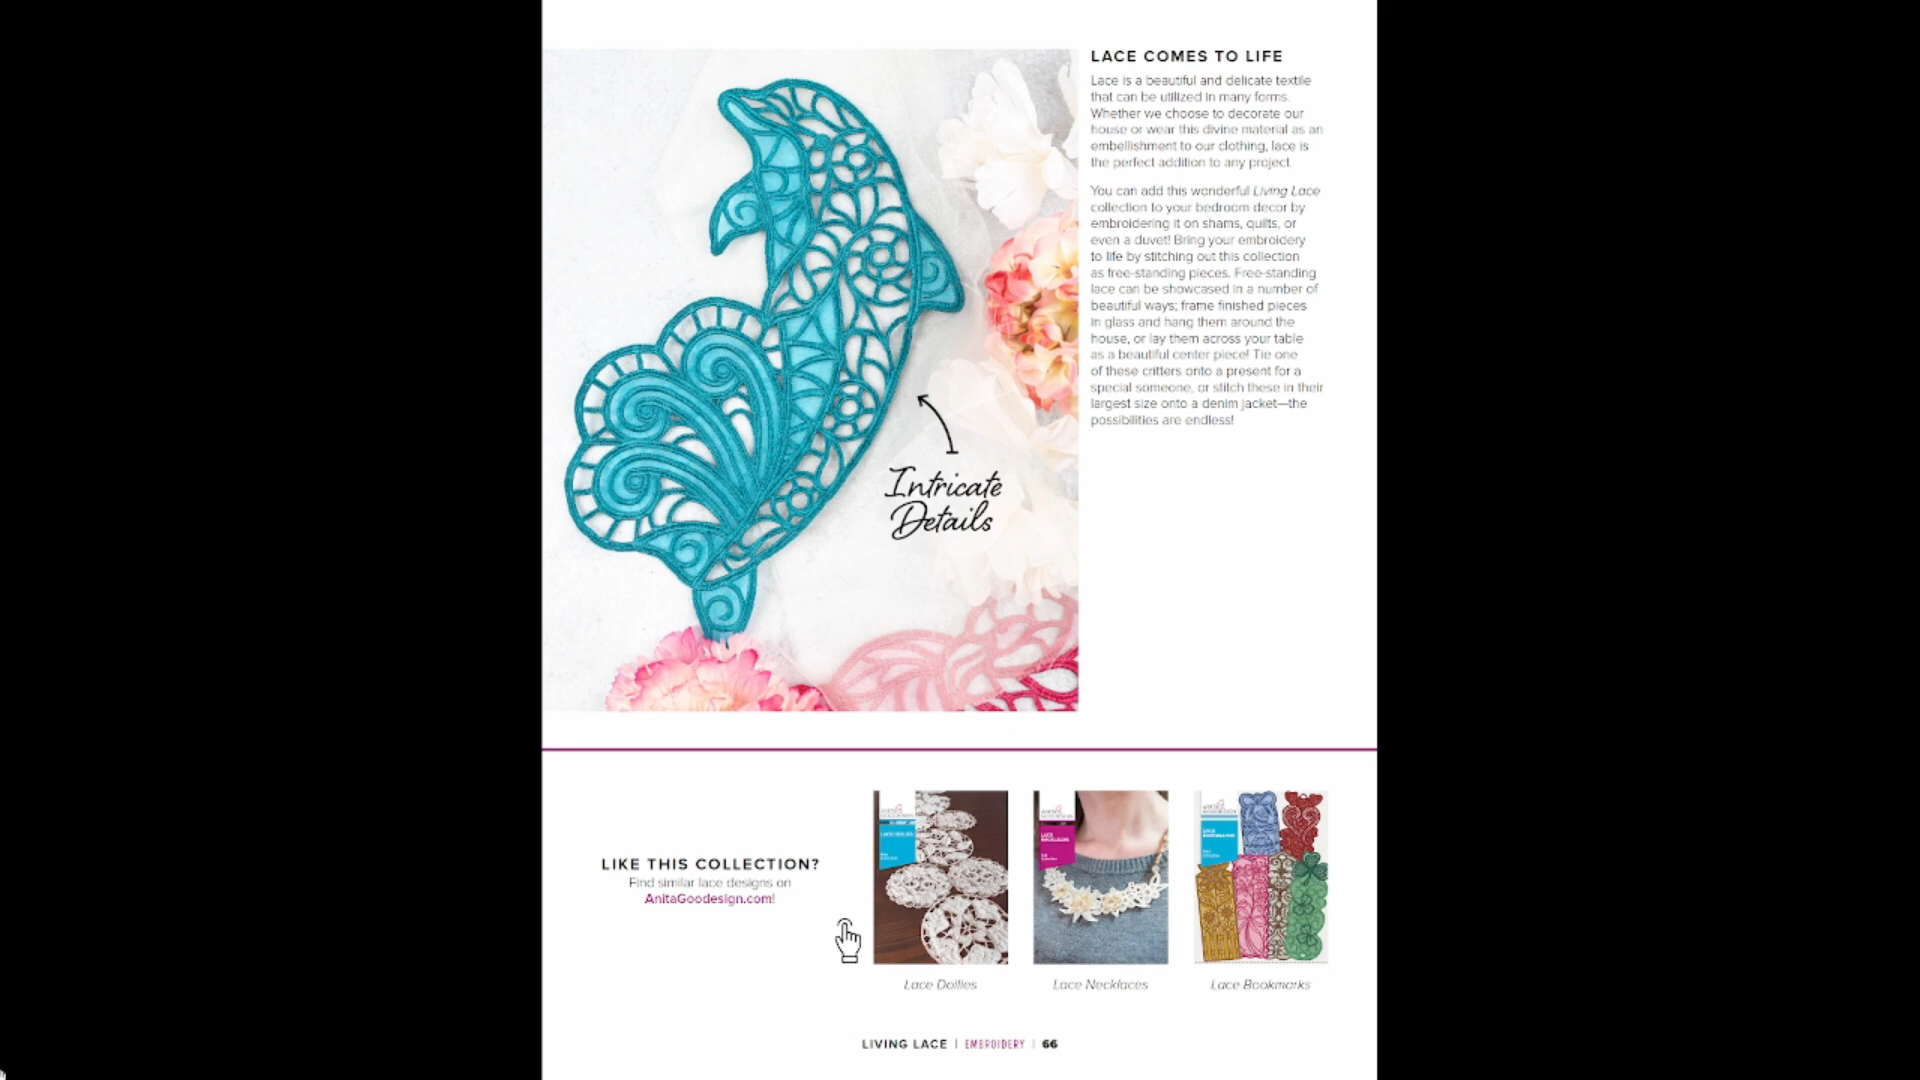 LACE COMES TO LIFE
Lace is a beautiful and delicate textile
that can be utilized in many forms.
Whether we choose to decorate our
house or wear this divine material as an
embellishment to our clothing, lace is
the perfect addition to any project.
You can add this wonderful Living Lace
collection to your bedroom decor by
embroidering it on shams, quilts, or
even a duvet! Bring your embroidery
to life by stitching out this collection
as free-standing pieces. Free-standing
lace can be showcased in a number of
beautiful ways; frame finished pieces
in glass and hang them around the
house, or lay them across your table
as a beautiful center piece! Tie one
of these critters onto a present for a
special someone, or stitch these in their
largest size onto a denim jacket—the
possibilities are endless!
Intricate
Details
LIKE THIS COLLECTION?
Find similar lace designs on
AnitaGoodesign.com!
Lace Doilies
Lace Necklaces
Lace Bookmarks
LIVING LACE | EMBROIDERY | 66